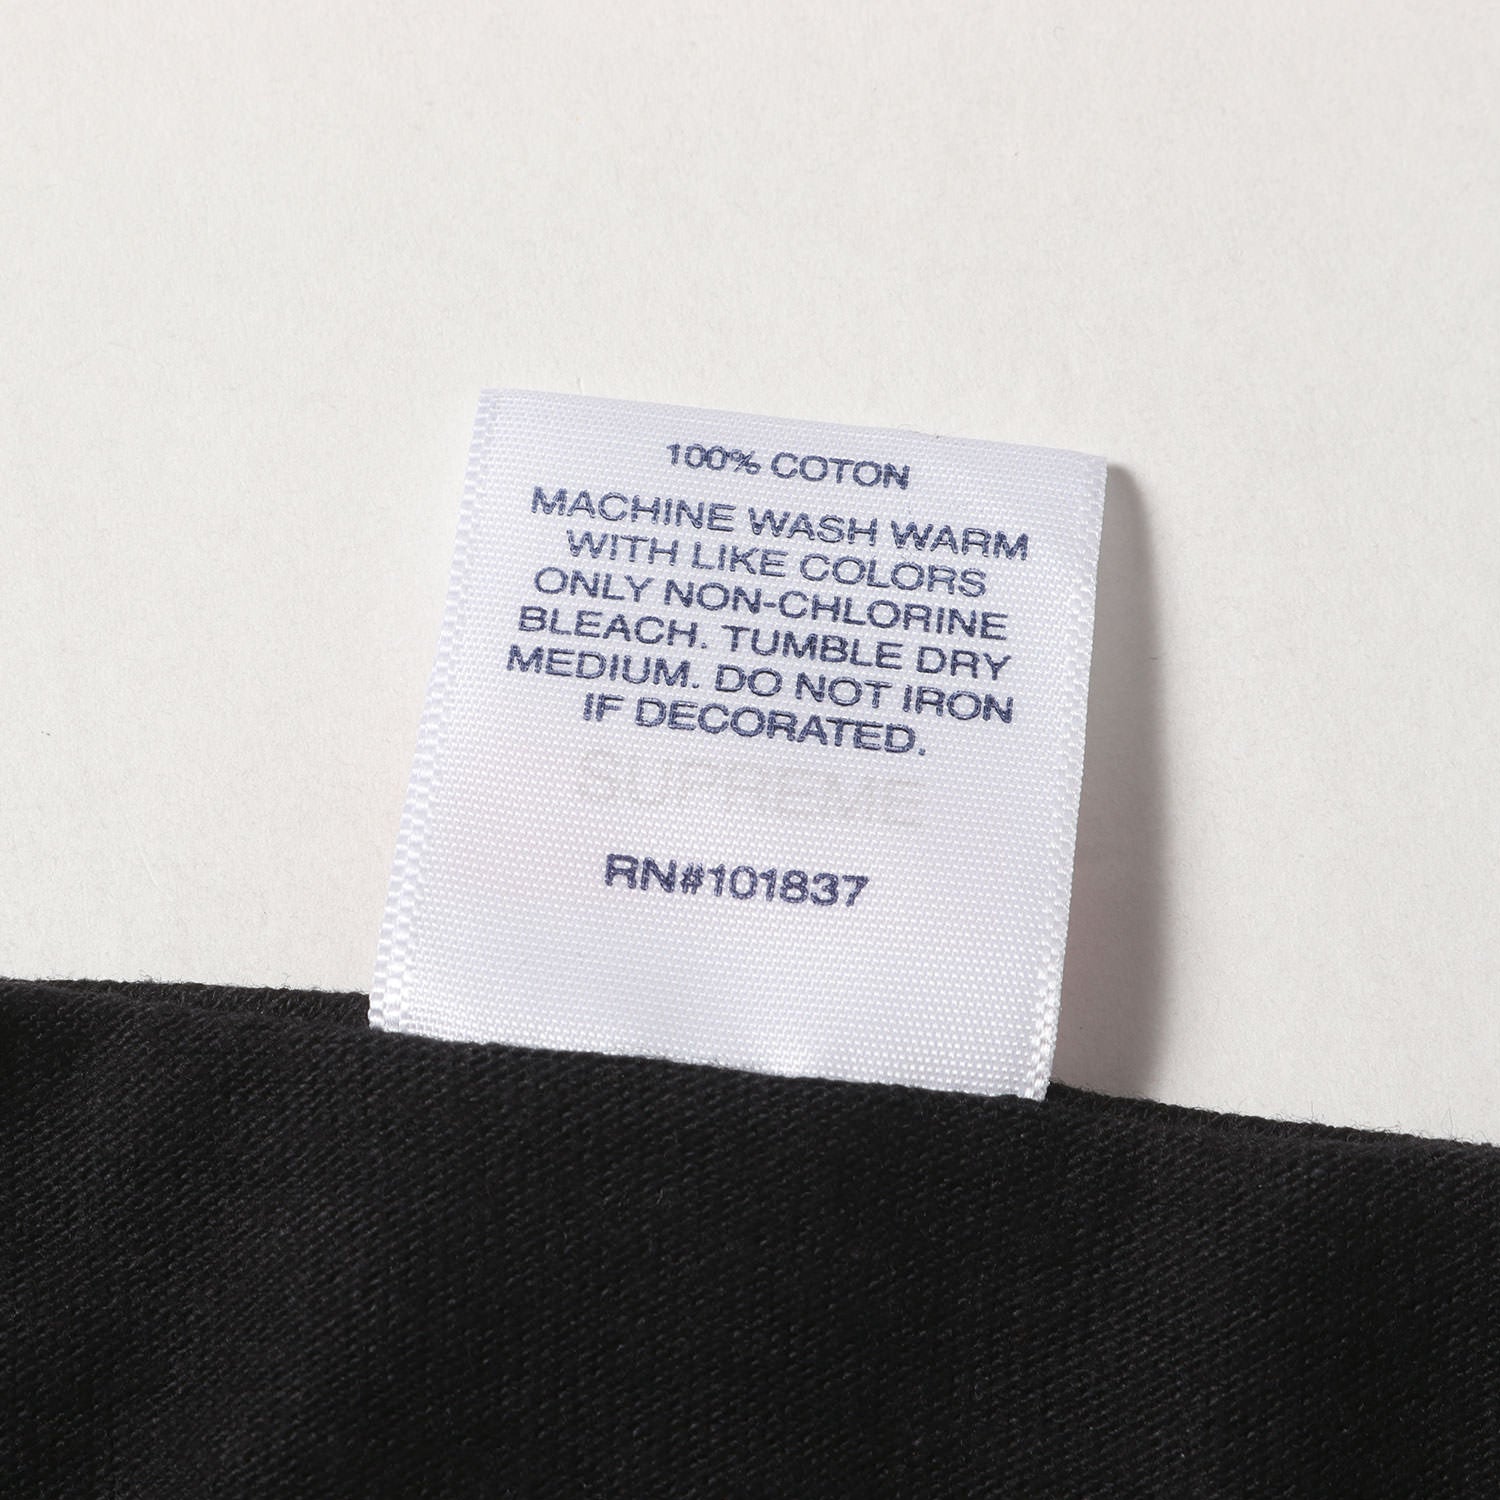 100% COTON
MACHINE WASH WARM
WITH LIKE COLORS
ONLY NON-CHLORINE
BLEACH. TUMBLE DRY
MEDIUM. DO NOT IRON
IF DECORATED.
SUPREME
RN#101837